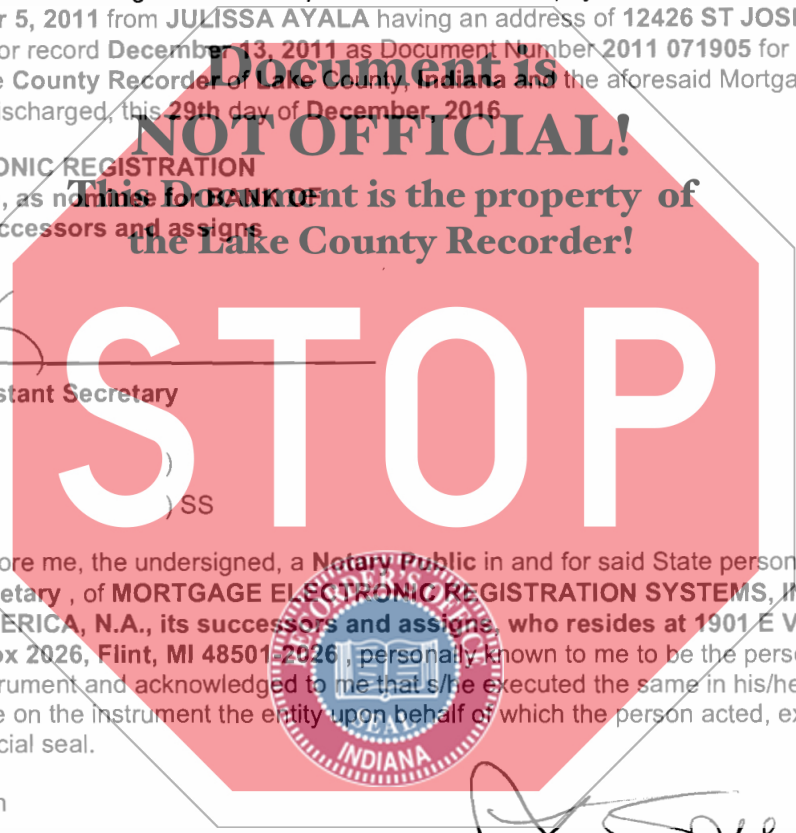 r 5, 2011 from JULISSA AYALA having an address of 12426 ST JOS
or record December 13, 2011 as Document Number 2011 071905 for
e County Recorder of Lake County, Indiana and the aforesaid Mortga
ischarged, this 29th day of December, 2016
Document is
NOT OFFICIAL!
This Document is the property of
the Lake County Recorder!
ONIC REGISTRATION
, as nominee for BANK OF
ccessors and assigns
STOP
stant Secretary
)
) SS
ore me, the undersigned, a Notary Public in and for said State person
etary , of MORTGAGE ELECTRONIC REGISTRATION SYSTEMS, IN
ERICA, N.A., its successors and assigns, who resides at 1901 E V
ox 2026, Flint, MI 48501-2026 , personally known to me to be the perso
rument and acknowledged to me that s/he executed the same in his/he
e on the instrument the entity upon behalf of which the person acted, ex
cial seal.
RECORDER'S OFFICE
SEAL
INDIANA